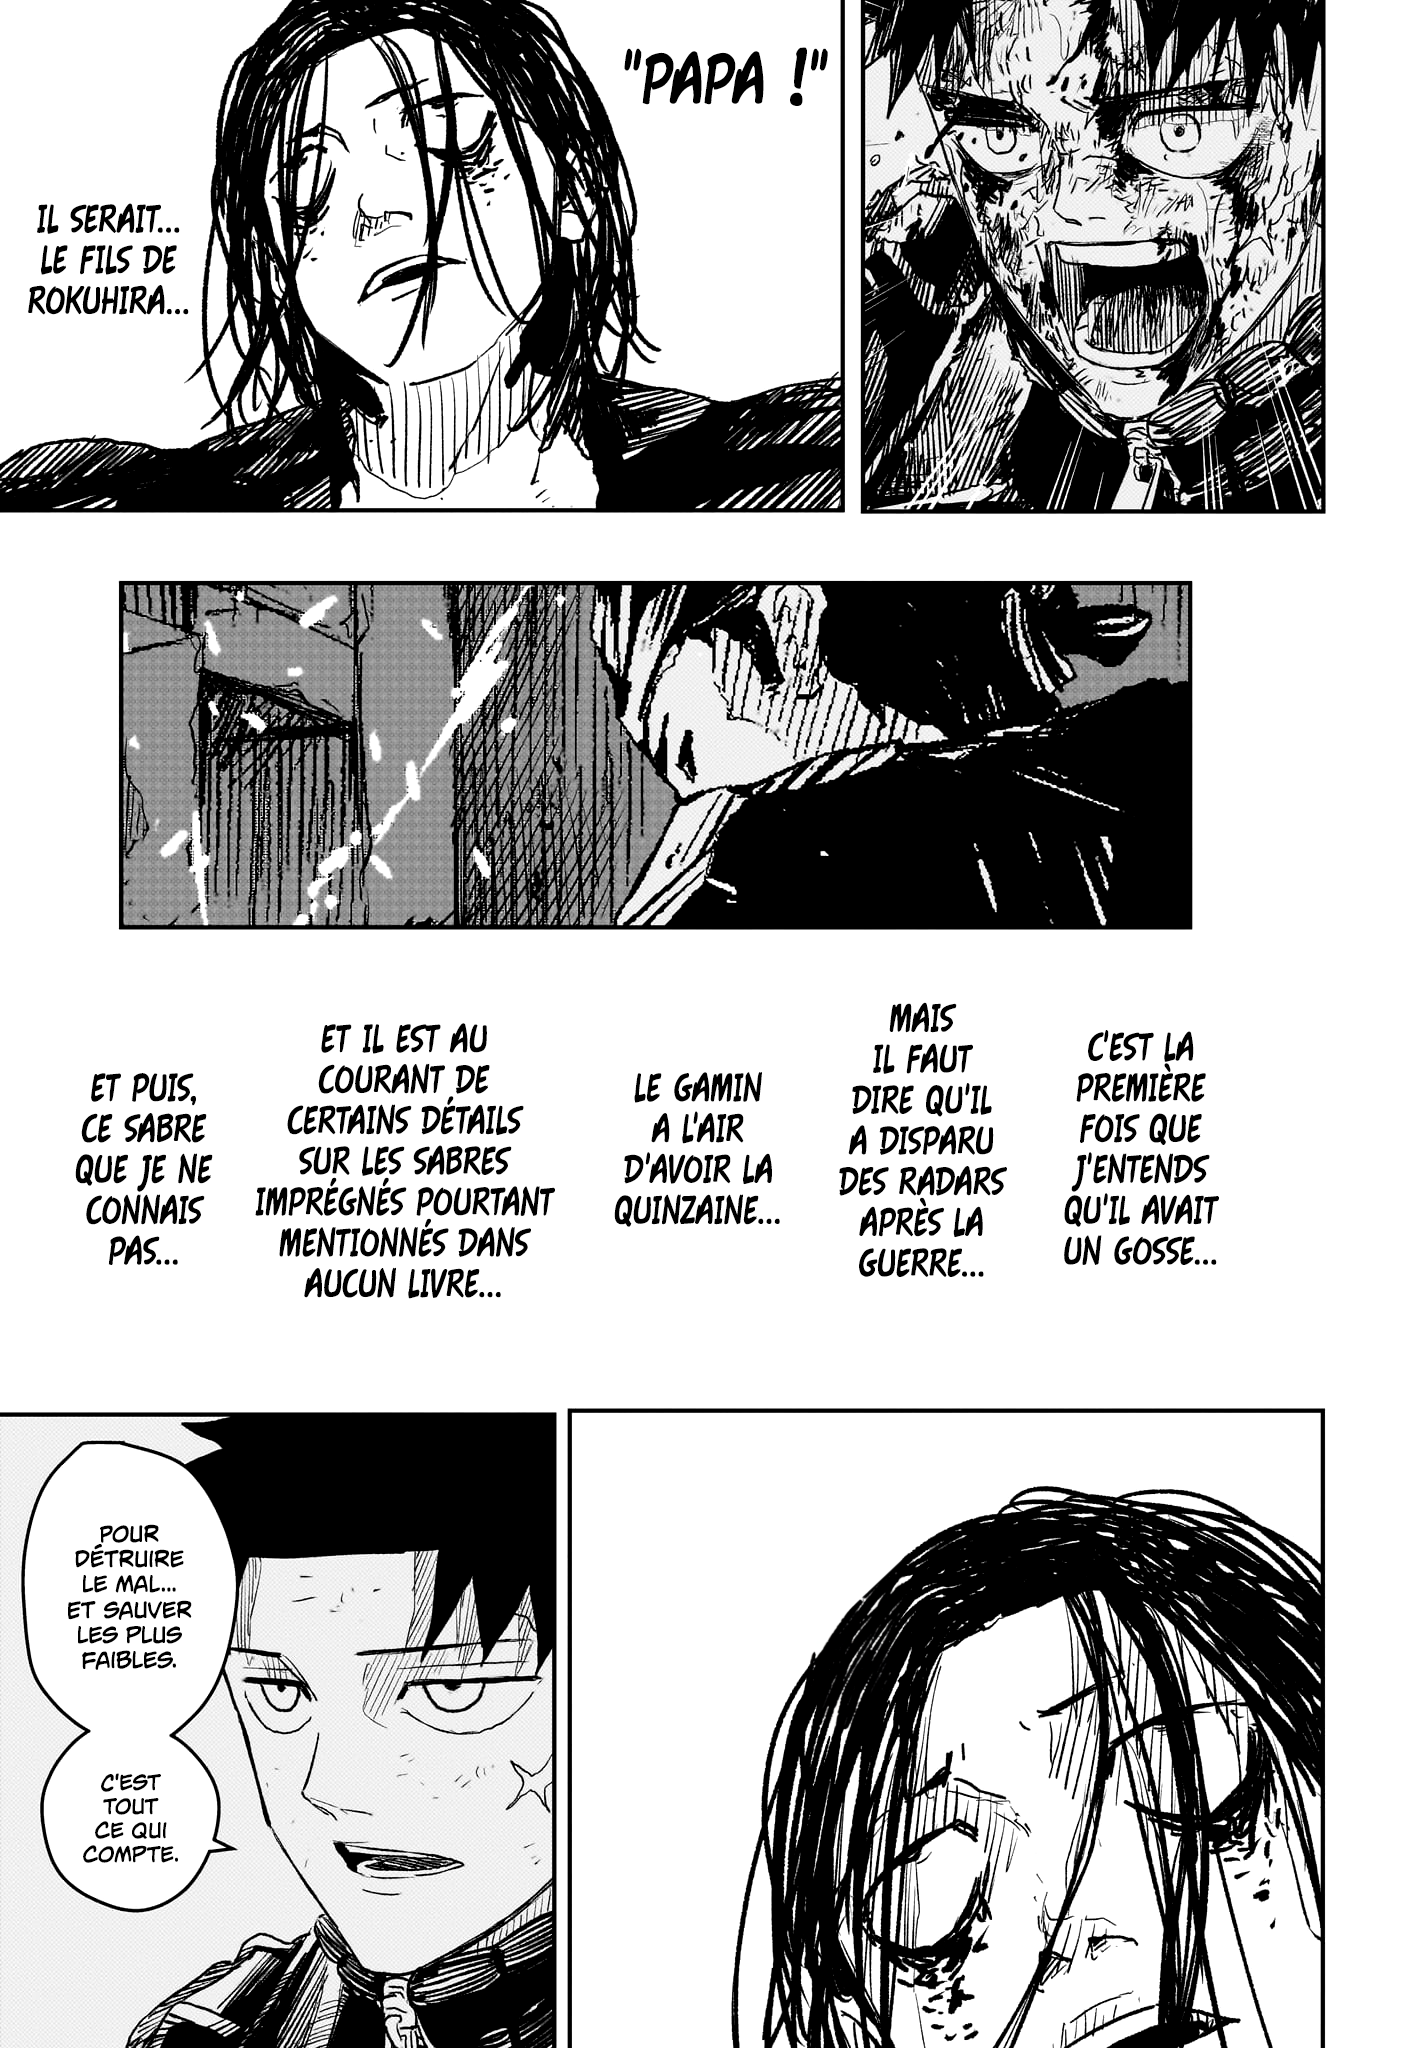 "PAPA !"
IL SERAIT...
LE FILS DE
ROKUHIRA...
C'EST LA
PREMIÈRE
FOIS QUE
J'ENTENDS
QU'IL AVAIT
UN GOSSE...
MAIS
IL FAUT
DIRE QU'IL
A DISPARU
DES RADARS
APRÈS LA
GUERRE...
LE GAMIN
A L'AIR
D'AVOIR LA
QUINZAINE...
ET IL EST AU
COURANT DE
CERTAINS DÉTAILS
SUR LES SABRES
IMPRÉGNÉS POURTANT
MENTIONNÉS DANS
AUCUN LIVRE...
ET PUIS,
CE SABRE
QUE JE NE
CONNAIS
PAS...
POUR
DÉTRUIRE
LE MAL...
ET SAUVER
LES PLUS
FAIBLES.
C'EST
TOUT
CE QUI
COMPTE.